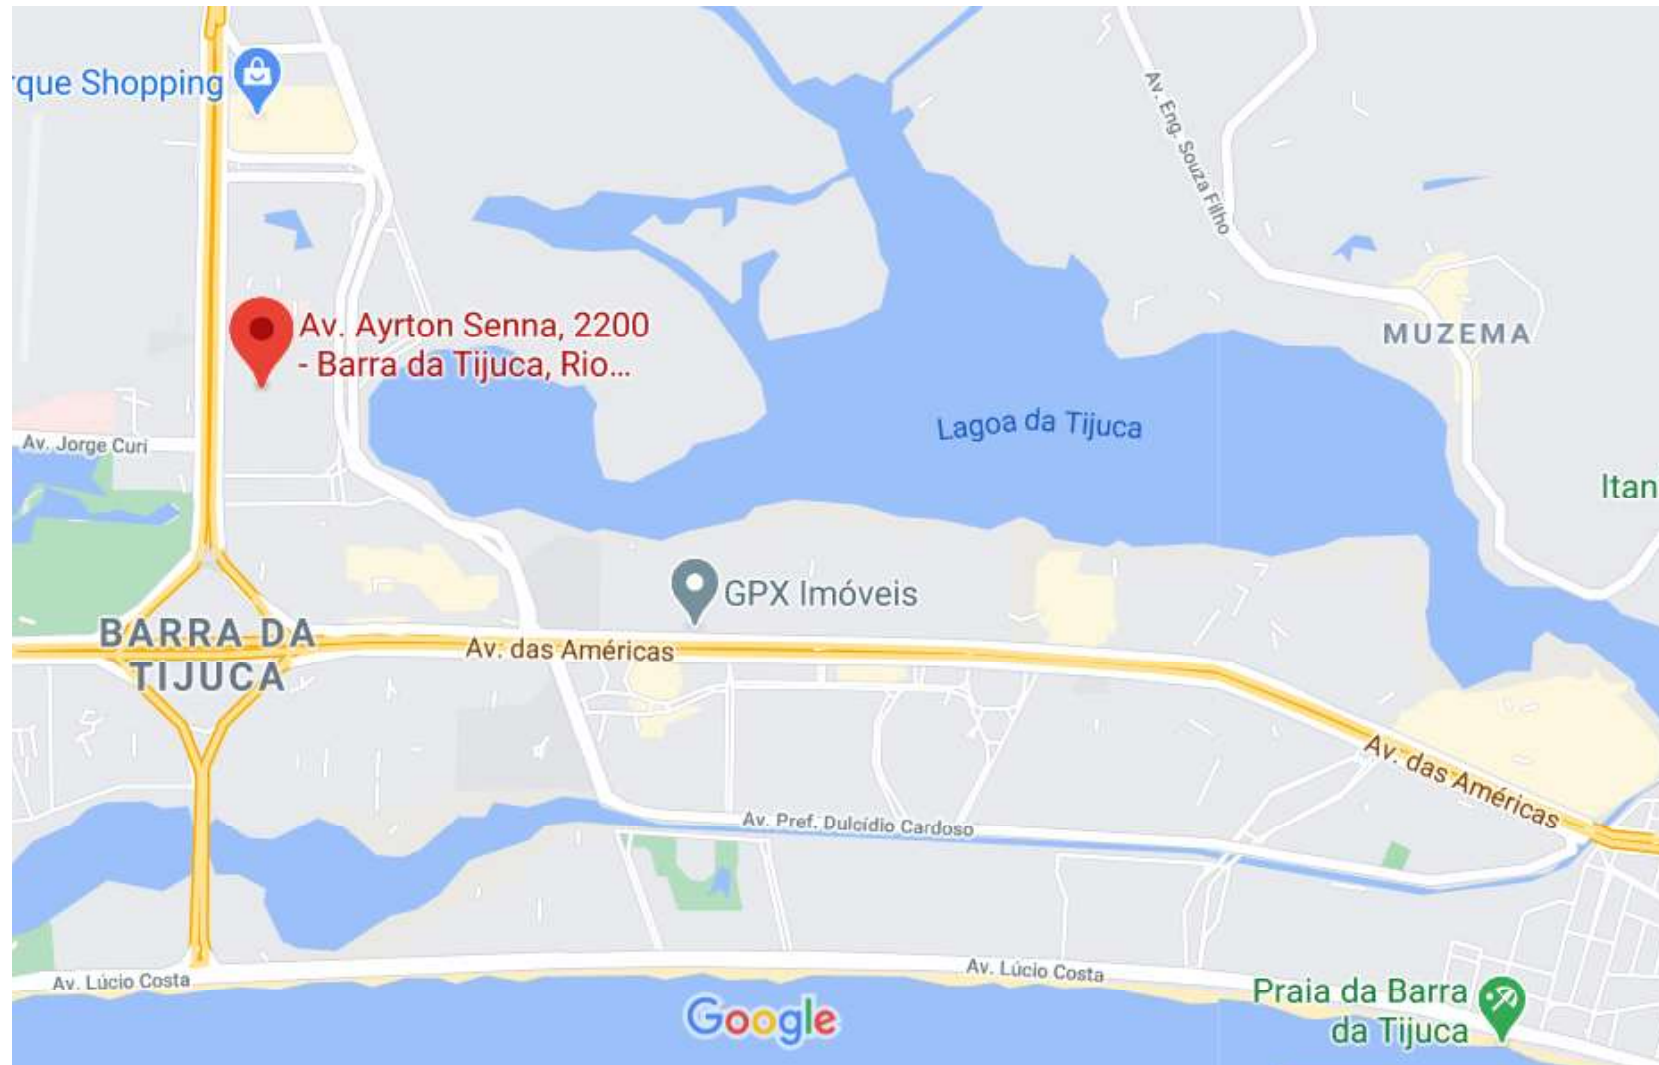 rque Shopping
Av. Eng. Souza Filho
Av. Ayrton Senna, 2200
- Barra da Tijuca, Rio...
MUZEMA
Lagoa da Tijuca
Av. Jorge Curi
Itan
GPX Imóveis
BARRA DA
TIJUCA
Av. das Américas
Av. das Américas
Av. Pref. Dulcídio Cardoso
Av. Lúcio Costa
Av. Lúcio Costa
Praia da Barra
da Tijuca
Google